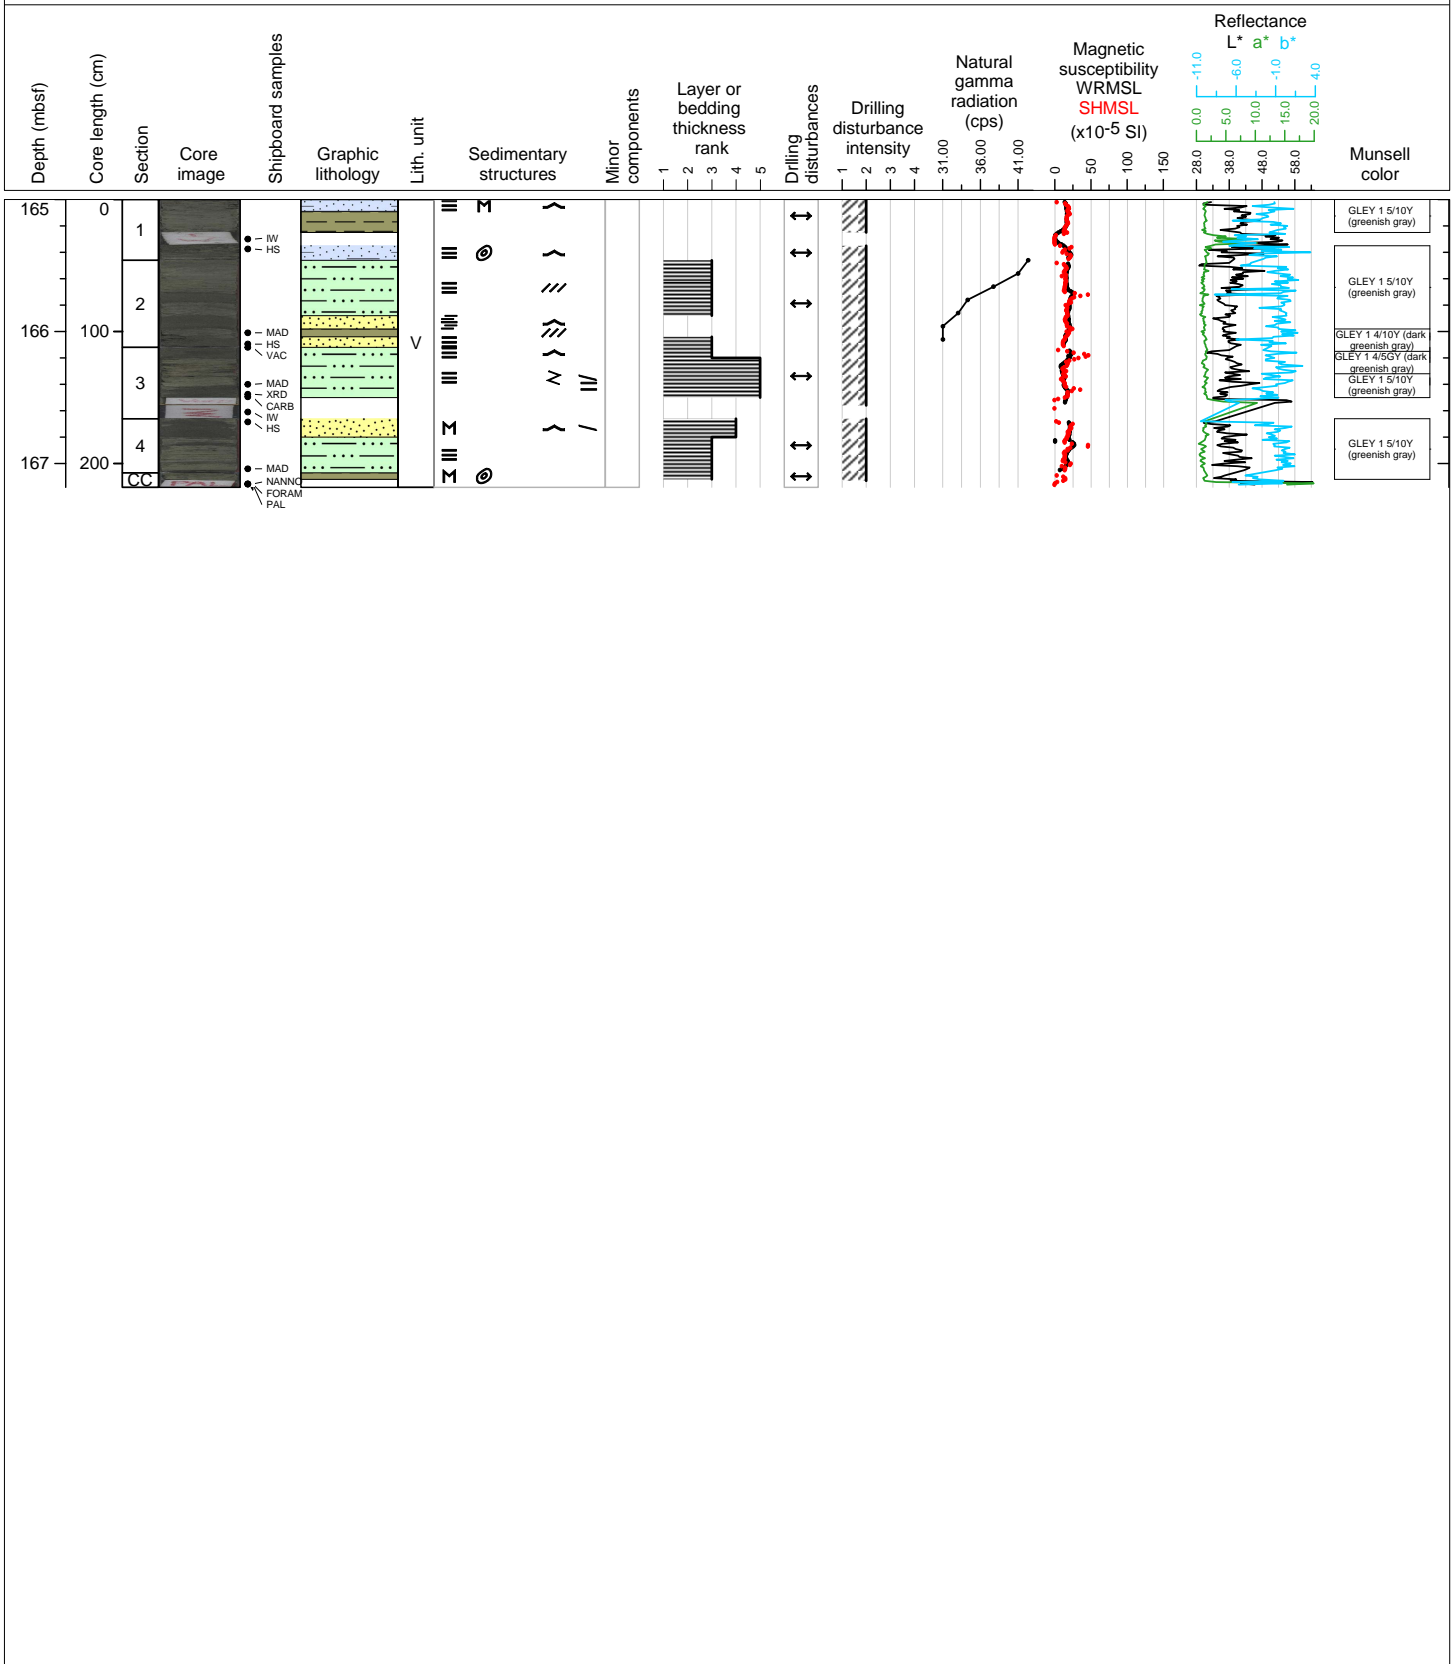 Depth (mbsf)
Core length (cm)
Section
Core
image
Shipboard samples
Graphic
lithology
Lith. unit
Sedimentary
structures
Minor
components
Layer or
bedding
thickness
rank
1 2 3 4 5
Drilling
disturbances
Drilling
disturbance
intensity
1 2 3 4
Natural
gamma
radiation
(cps)
31.00 36.00 41.00
Magnetic
susceptibility
WRMSL
SHMSL
(x10-5 SI)
0 50 100 150
Reflectance
L* a* b*
-11.0 -6.0 -1.0 4.0
0.0 5.0 10.0 15.0 20.0
28.0 38.0 48.0 58.0
Munsell
color
165
166
167
0
100
200
1
2
3
4
CC
IW
HS
MAD
HS
VAC
MAD
XRD
CARB
IW
HS
MAD
NANNO
FORAM
PAL
V
GLEY 1 5/10Y
(greenish gray)
GLEY 1 5/10Y
(greenish gray)
GLEY 1 4/10Y (dark
greenish gray)
GLEY 1 4/5GY (dark
greenish gray)
GLEY 1 5/10Y
(greenish gray)
GLEY 1 5/10Y
(greenish gray)